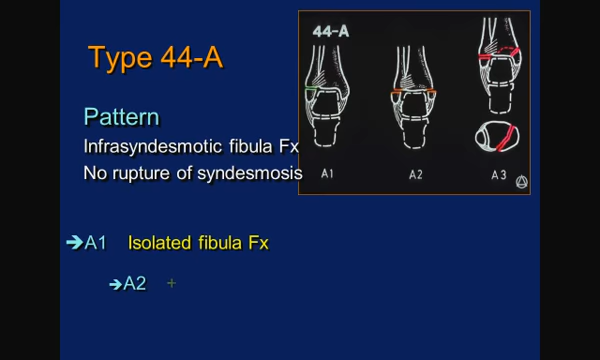 Type 44-A
44-A
Pattern
Infrasyndesmotic fibula Fx
No rupture of syndesmosis
A1 A2 A3
➔A1 Isolated fibula Fx
➔A2 +